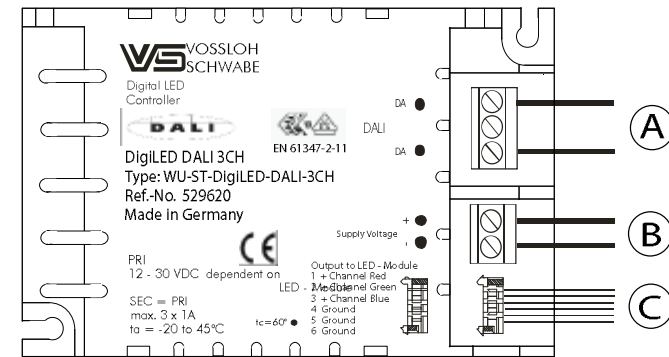 VS VOSSLOH
SCHWABE
Digital LED
Controller
DALI
EN 61347-2-11
DigiLED DALI 3CH
Type: WU-ST-DigiLED-DALI-3CH
Ref.-No. 529620
Made in Germany
CE
PRI
12 - 30 VDC dependent on LED - Module
SEC = PRI
max. 3 x 1A
ta = -20 to 45°C
tc=60°
DA
DALI
DA
+
Supply Voltage
-
Output to LED - Module
1 + Channel Red
2 + Channel Green
3 + Channel Blue
4 Ground
5 Ground
6 Ground
A
B
C